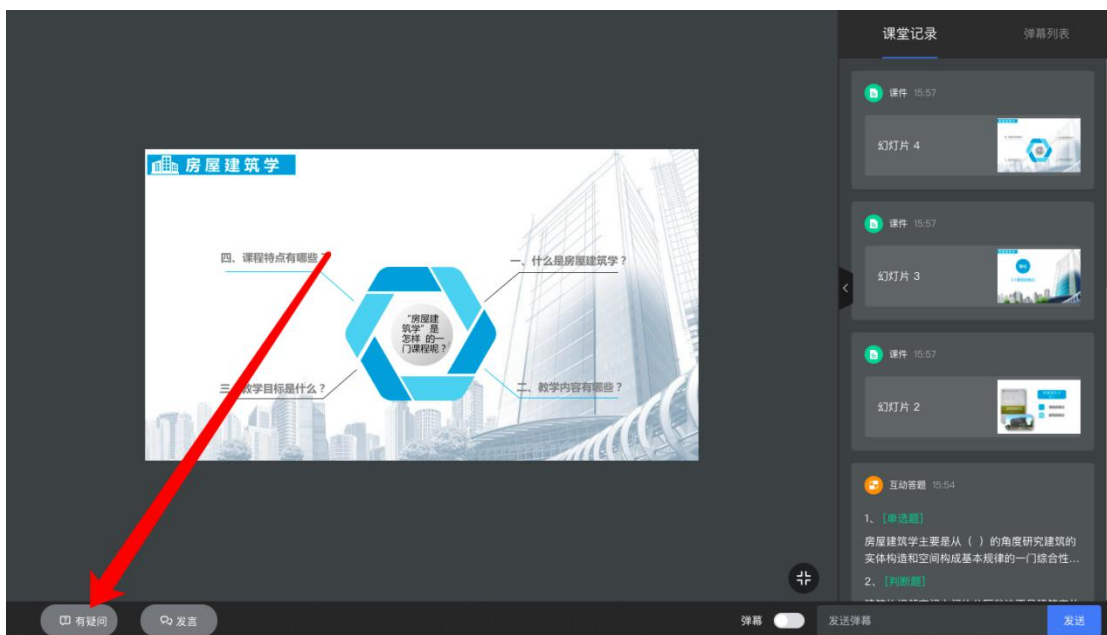 课堂记录
弹幕列表
课件 15:57
幻灯片 4
课件 15:57
幻灯片 3
课件 15:57
幻灯片 2
互动答题 15:54
1、 [单选题]
房屋建筑学主要是从（ ）的角度研究建筑的
实体构造和空间构成基本规律的一门综合性...
2、 [判断题]
房屋建筑学
四、课程特点有哪些？
一、什么是房屋建筑学？
“房屋建
筑学”是
怎样 的一
门课程呢？
三、教学目标是什么？
二、教学内容有哪些？
有疑问
发言
弹幕
发送弹幕
发送